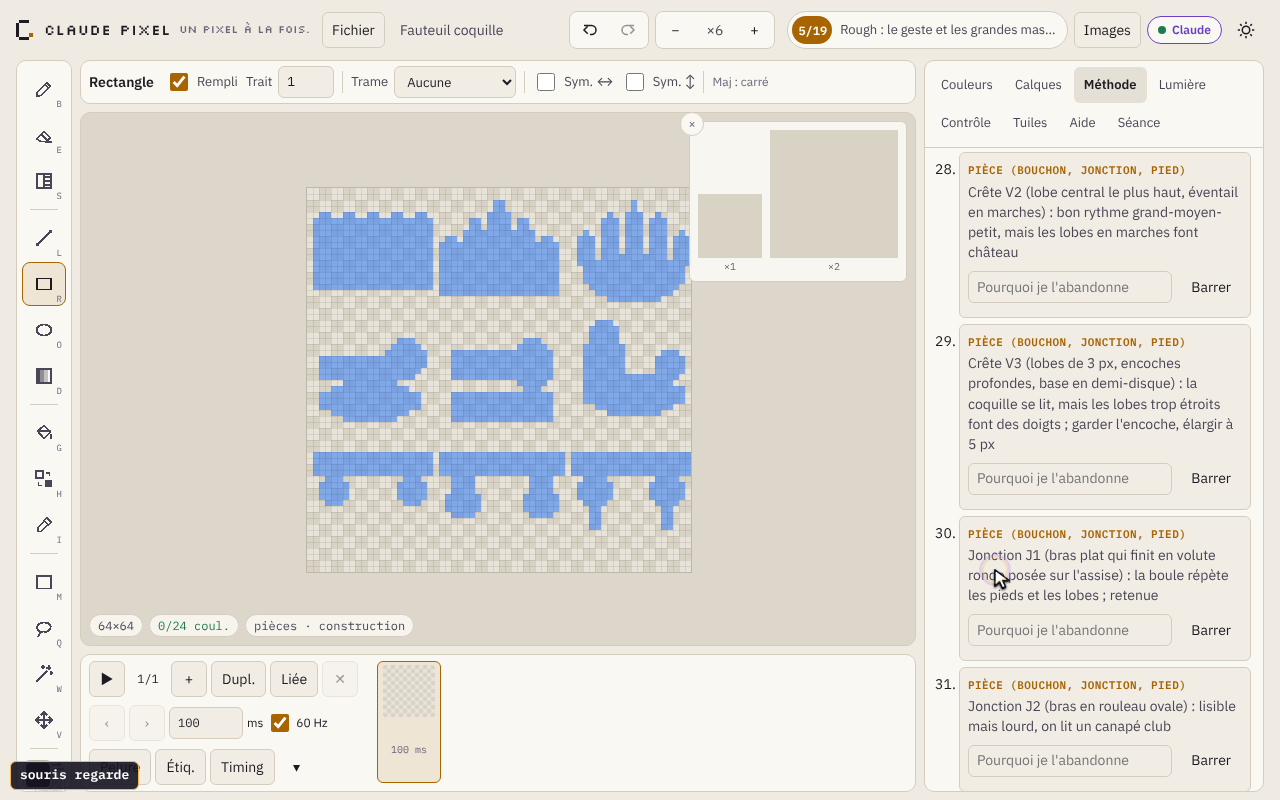 CLAUDE PIXEL UN PIXEL À LA FOIS. Fichier Fauteuil coquille − ×6 + 5/19 Rough : le geste et les grandes mas… Images Claude
B
E
S
L
R
O
D
G
H
I
M
Q
W
V
Rectangle Rempli Trait 1 Trame Aucune Sym. ↔ Sym. ↕ Maj : carré
×
×1 ×2
64×64 0/24 coul. pièces · construction
1/1 + Dupl. Liée ×
‹ › 100 ms 60 Hz
Étiq. Timing ▼
100 ms
souris regarde
Couleurs Calques Méthode Lumière
Contrôle Tuiles Aide Séance
28. PIÈCE (BOUCHON, JONCTION, PIED)
Crête V2 (lobe central le plus haut, éventail
en marches) : bon rythme grand-moyen-
petit, mais les lobes en marches font
château
Pourquoi je l'abandonne Barrer
29. PIÈCE (BOUCHON, JONCTION, PIED)
Crête V3 (lobes de 3 px, encoches
profondes, base en demi-disque) : la
coquille se lit, mais les lobes trop étroits
font des doigts ; garder l'encoche, élargir à
5 px
Pourquoi je l'abandonne Barrer
30. PIÈCE (BOUCHON, JONCTION, PIED)
Jonction J1 (bras plat qui finit en volute
posée sur l'assise) : la boule répète
les pieds et les lobes ; retenue
Pourquoi je l'abandonne Barrer
31. PIÈCE (BOUCHON, JONCTION, PIED)
Jonction J2 (bras en rouleau ovale) : lisible
mais lourd, on lit un canapé club
Pourquoi je l'abandonne Barrer